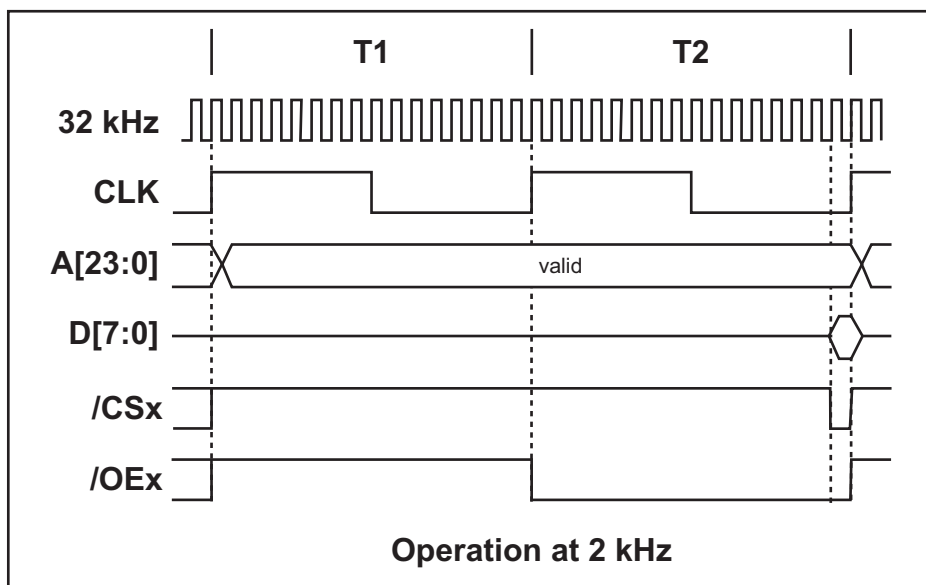 T1 T2
32 kHz
CLK
A[23:0] valid
D[7:0]
/CSx
/OEx
Operation at 2 kHz